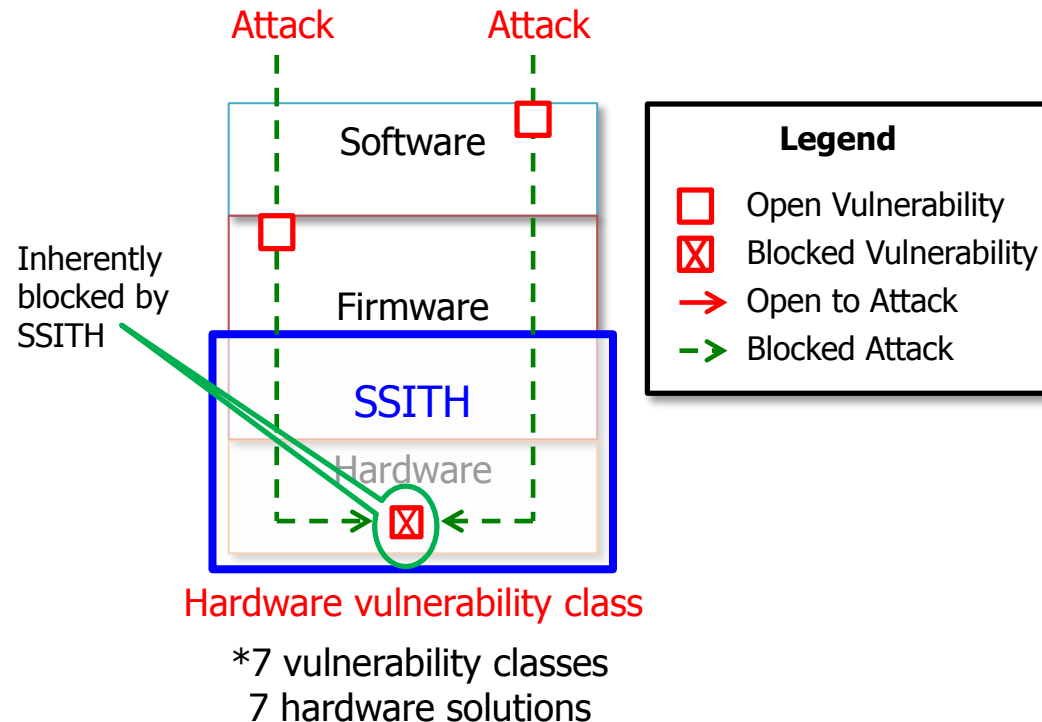 Attack Attack
Software
Legend
Open Vulnerability
Blocked Vulnerability
Open to Attack
Blocked Attack
Inherently
blocked by
SSITH
Firmware
SSITH
Hardware
Hardware vulnerability class
*7 vulnerability classes
7 hardware solutions